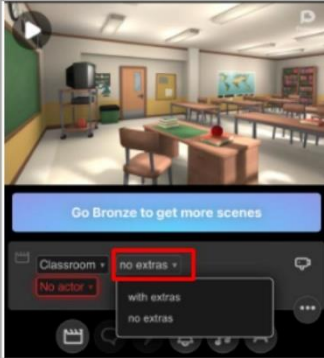 Go Bronze to get more scenes
Classroom no extras
No actor
with extras
no extras